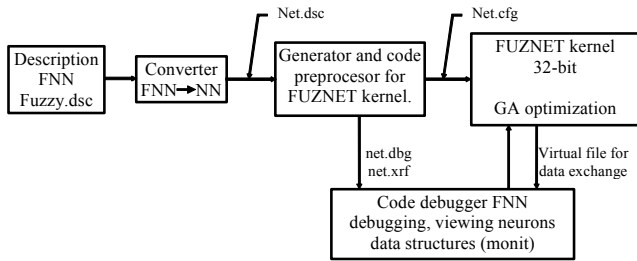 Net.dsc
Net.cfg
Description
FNN
Fuzzy.dsc
Converter
FNN→NN
Generator and code
preprocesor for
FUZNET kernel.
FUZNET kernel
32-bit
GA optimization
net.dbg
net.xrf
Virtual file for
data exchange
Code debugger FNN
debugging, viewing neurons
data structures (monit)